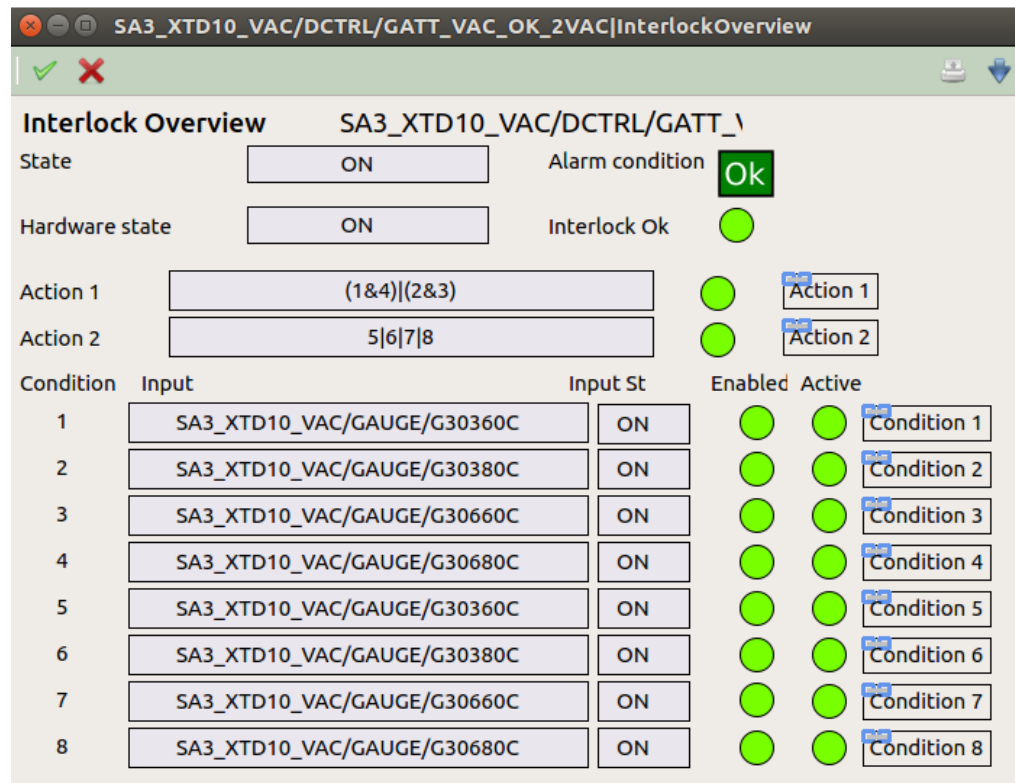 SA3_XTD10_VAC/DCTRL/GATT_VAC_OK_2VAC|InterlockOverview
Interlock Overview SA3_XTD10_VAC/DCTRL/GATT_
State ON Alarm condition Ok
Hardware state ON Interlock Ok
Action 1 (1&4)|(2&3) Action 1
Action 2 5|6|7|8 Action 2
Condition Input Input St Enabled Active
1 SA3_XTD10_VAC/GAUGE/G30360C ON Condition 1
2 SA3_XTD10_VAC/GAUGE/G30380C ON Condition 2
3 SA3_XTD10_VAC/GAUGE/G30660C ON Condition 3
4 SA3_XTD10_VAC/GAUGE/G30680C ON Condition 4
5 SA3_XTD10_VAC/GAUGE/G30360C ON Condition 5
6 SA3_XTD10_VAC/GAUGE/G30380C ON Condition 6
7 SA3_XTD10_VAC/GAUGE/G30660C ON Condition 7
8 SA3_XTD10_VAC/GAUGE/G30680C ON Condition 8